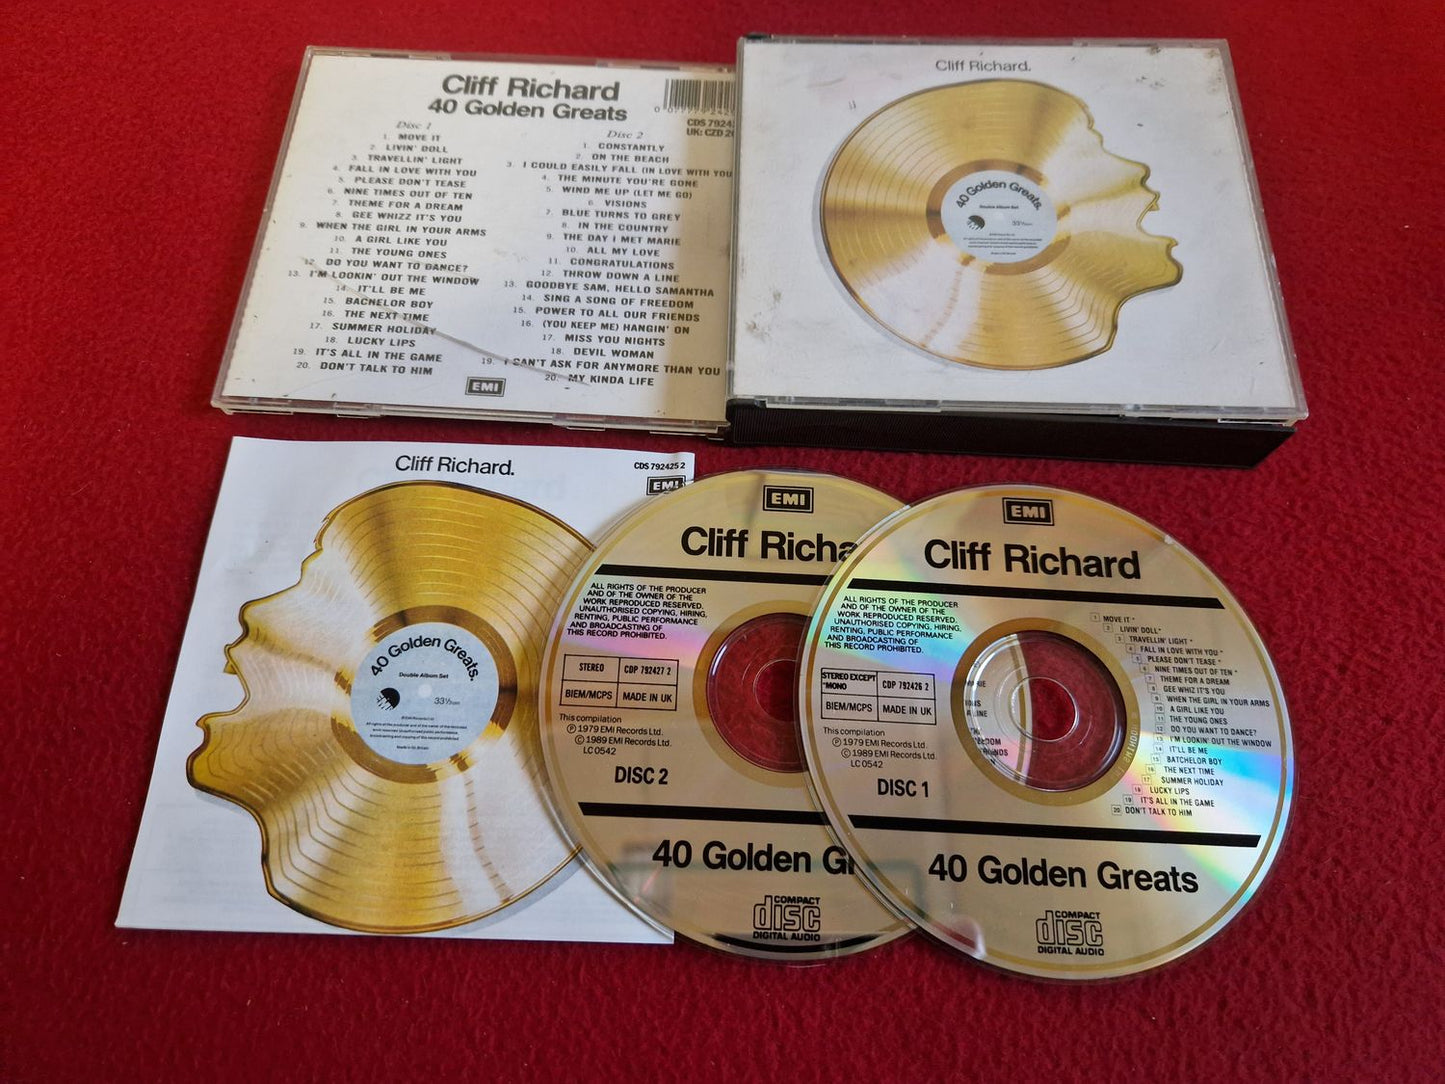 Cliff Richard
40 Golden Greats
CDS 7924
UK: CZD 2
Disc 1
1. MOVE IT
2. LIVIN' DOLL
3. TRAVELLIN' LIGHT
4. FALL IN LOVE WITH YOU
5. PLEASE DON'T TEASE
6. NINE TIMES OUT OF TEN
7. THEME FOR A DREAM
8. GEE WHIZZ IT'S YOU
9. WHEN THE GIRL IN YOUR ARMS
10. A GIRL LIKE YOU
11. THE YOUNG ONES
12. DO YOU WANT TO DANCE?
13. I'M LOOKIN' OUT THE WINDOW
14. IT'LL BE ME
15. BACHELOR BOY
16. THE NEXT TIME
17. SUMMER HOLIDAY
18. LUCKY LIPS
19. IT'S ALL IN THE GAME
20. DON'T TALK TO HIM
Disc 2
1. CONSTANTLY
2. ON THE BEACH
3. I COULD EASILY FALL (IN LOVE WITH YOU
4. THE MINUTE YOU'RE GONE
5. WIND ME UP (LET ME GO)
6. VISIONS
7. BLUE TURNS TO GREY
8. IN THE COUNTRY
9. THE DAY I MET MARIE
10. ALL MY LOVE
11. CONGRATULATIONS
12. THROW DOWN A LINE
13. GOODBYE SAM, HELLO SAMANTHA
14. SING A SONG OF FREEDOM
15. POWER TO ALL OUR FRIENDS
16. (YOU KEEP ME) HANGIN' ON
17. MISS YOU NIGHTS
18. DEVIL WOMAN
19. I CAN'T ASK FOR ANYMORE THAN YOU
20. MY KINDA LIFE
EMI
Cliff Richard.
40 Golden Greats.
Double Album Set
33⅓rpm
Cliff Richard.
CDS 792425 2
EMI
40 Golden Greats.
Double Album Set
33⅓rpm
EMI
Cliff Richa
ALL RIGHTS OF THE PRODUCER
AND OF THE OWNER OF THE
WORK REPRODUCED RESERVED.
UNAUTHORISED COPYING, HIRING,
RENTING, PUBLIC PERFORMANCE
AND BROADCASTING OF
THIS RECORD PROHIBITED.
STEREO CDP 792427 2
BIEM/MCPS MADE IN UK
This compilation
℗ 1979 EMI Records Ltd.
© 1989 EMI Records Ltd.
LC 0542
DISC 2
40 Golden Gr
COMPACT
disc
DIGITAL AUDIO
EMI
Cliff Richard
ALL RIGHTS OF THE PRODUCER
AND OF THE OWNER OF THE
WORK REPRODUCED RESERVED.
UNAUTHORISED COPYING, HIRING,
RENTING, PUBLIC PERFORMANCE
AND BROADCASTING OF
THIS RECORD PROHIBITED.
STEREO EXCEPT
*MONO
CDP 792426 2
BIEM/MCPS MADE IN UK
This compilation
℗ 1979 EMI Records Ltd.
© 1989 EMI Records Ltd.
LC 0542
DISC 1
1 MOVE IT *
2 LIVIN' DOLL*
3 TRAVELLIN' LIGHT *
4 FALL IN LOVE WITH YOU *
5 PLEASE DON'T TEASE *
6 NINE TIMES OUT OF TEN *
7 THEME FOR A DREAM
8 GEE WHIZ IT'S YOU
9 WHEN THE GIRL IN YOUR ARMS
10 A GIRL LIKE YOU
11 THE YOUNG ONES
12 DO YOU WANT TO DANCE?
13 I'M LOOKIN' OUT THE WINDOW
14 IT'LL BE ME
15 BATCHELOR BOY
16 THE NEXT TIME
17 SUMMER HOLIDAY
18 LUCKY LIPS
19 IT'S ALL IN THE GAME
20 DON'T TALK TO HIM
40 Golden Greats
COMPACT
disc
DIGITAL AUDIO